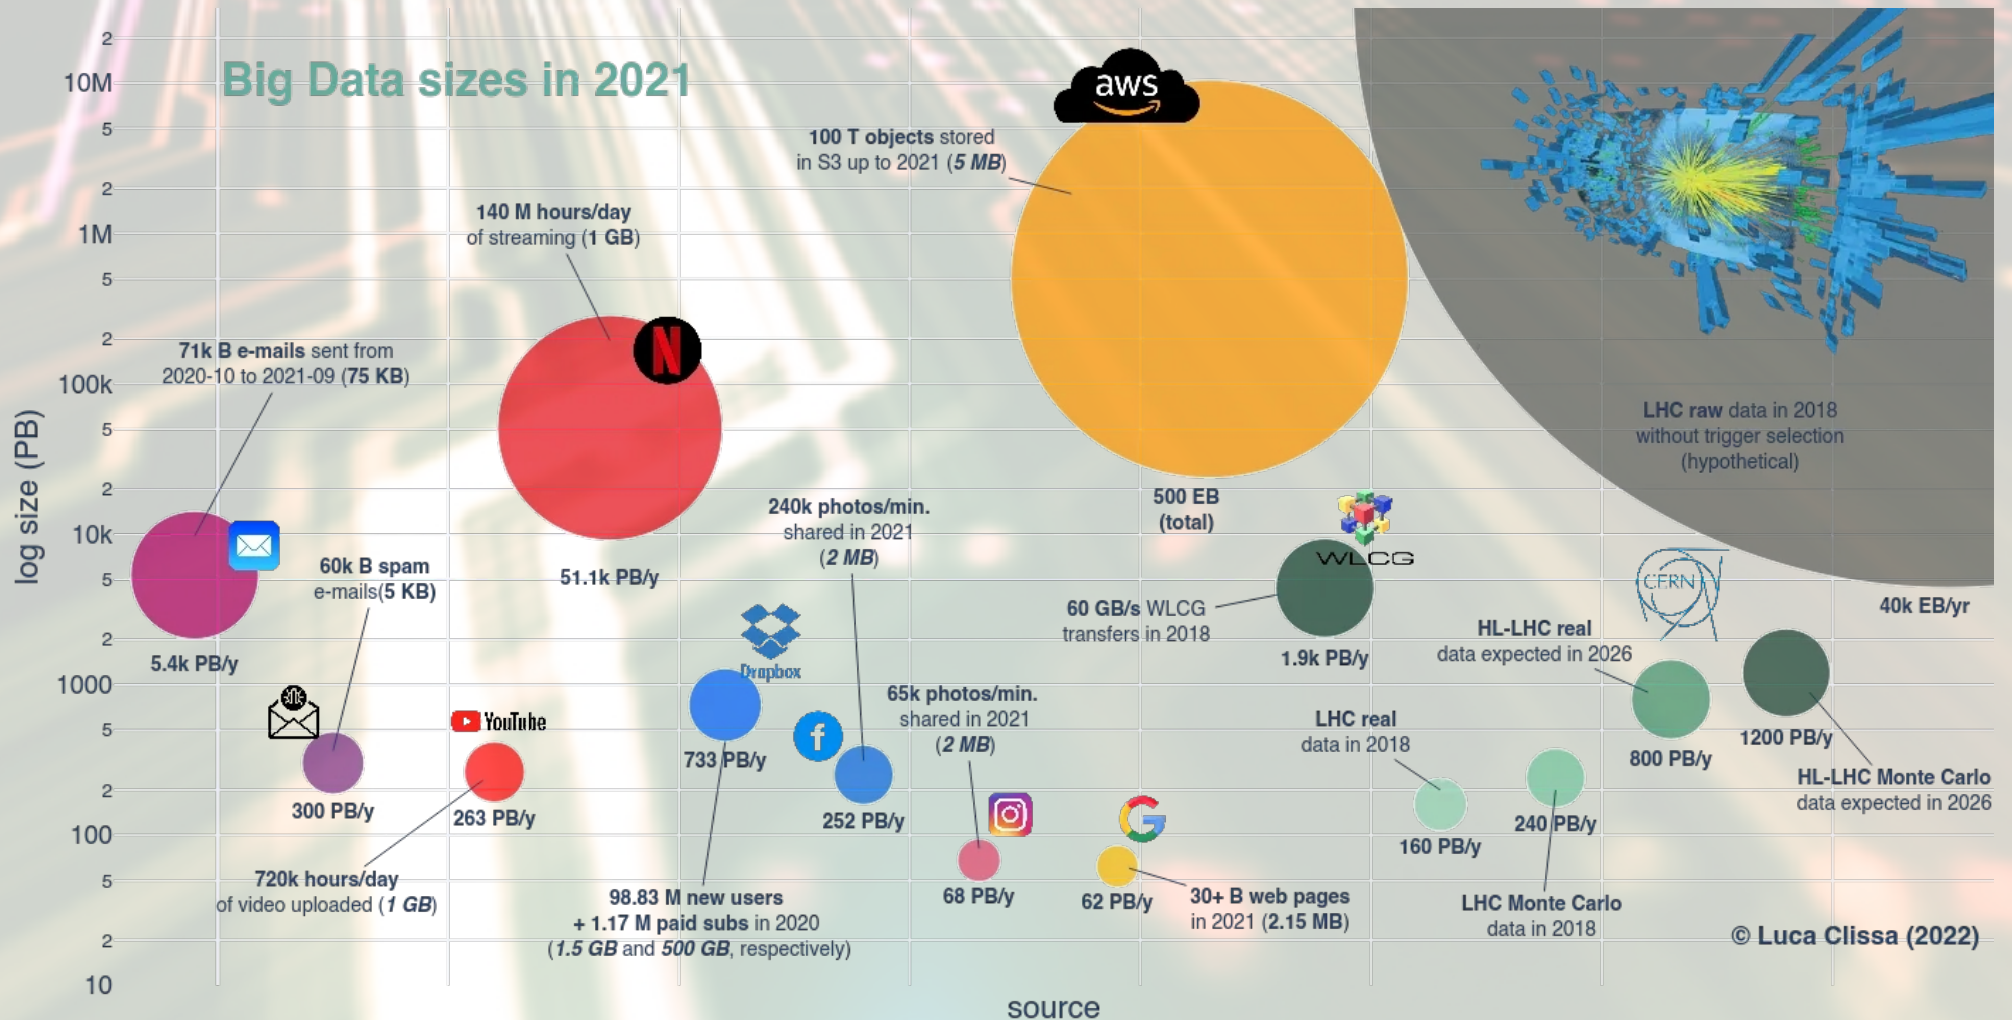 Big Data sizes in 2021
log size (PB)
2
10M
5
2
1M
5
2
100k
5
2
10k
5
2
1000
5
2
100
5
2
10
source
71k B e-mails sent from
2020-10 to 2021-09 (75 KB)
5.4k PB/y
60k B spam
e-mails(5 KB)
300 PB/y
140 M hours/day
of streaming (1 GB)
N
51.1k PB/y
YouTube
263 PB/y
720k hours/day
of video uploaded (1 GB)
Dropbox
733 PB/y
98.83 M new users
+ 1.17 M paid subs in 2020
(1.5 GB and 500 GB, respectively)
240k photos/min.
shared in 2021
(2 MB)
f
252 PB/y
65k photos/min.
shared in 2021
(2 MB)
68 PB/y
G
62 PB/y
30+ B web pages
in 2021 (2.15 MB)
aws
100 T objects stored
in S3 up to 2021 (5 MB)
500 EB
(total)
WLCG
60 GB/s WLCG
transfers in 2018
1.9k PB/y
LHC real
data in 2018
160 PB/y
240 PB/y
LHC Monte Carlo
data in 2018
CERN
HL-LHC real
data expected in 2026
800 PB/y
1200 PB/y
HL-LHC Monte Carlo
data expected in 2026
LHC raw data in 2018
without trigger selection
(hypothetical)
40k EB/yr
© Luca Clissa (2022)